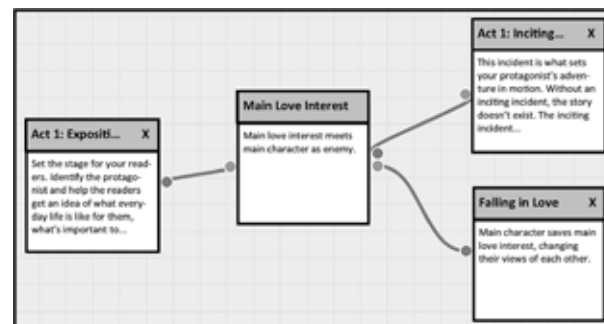 Act 1: Expositi... X
Set the stage for your read-
ers. Identify the protago-
nist and help the readers
get an idea of what every-
day life is like for them,
what's important to...
Main Love Interest
Main love interest meets
main character as enemy.
Act 1: Inciting... X
This incident is what sets
your protagonist's adven-
ture in motion. Without an
inciting incident, the story
doesn't exist. The inciting
incident...
Falling in Love X
Main character saves main
love interest, changing
their views of each other.